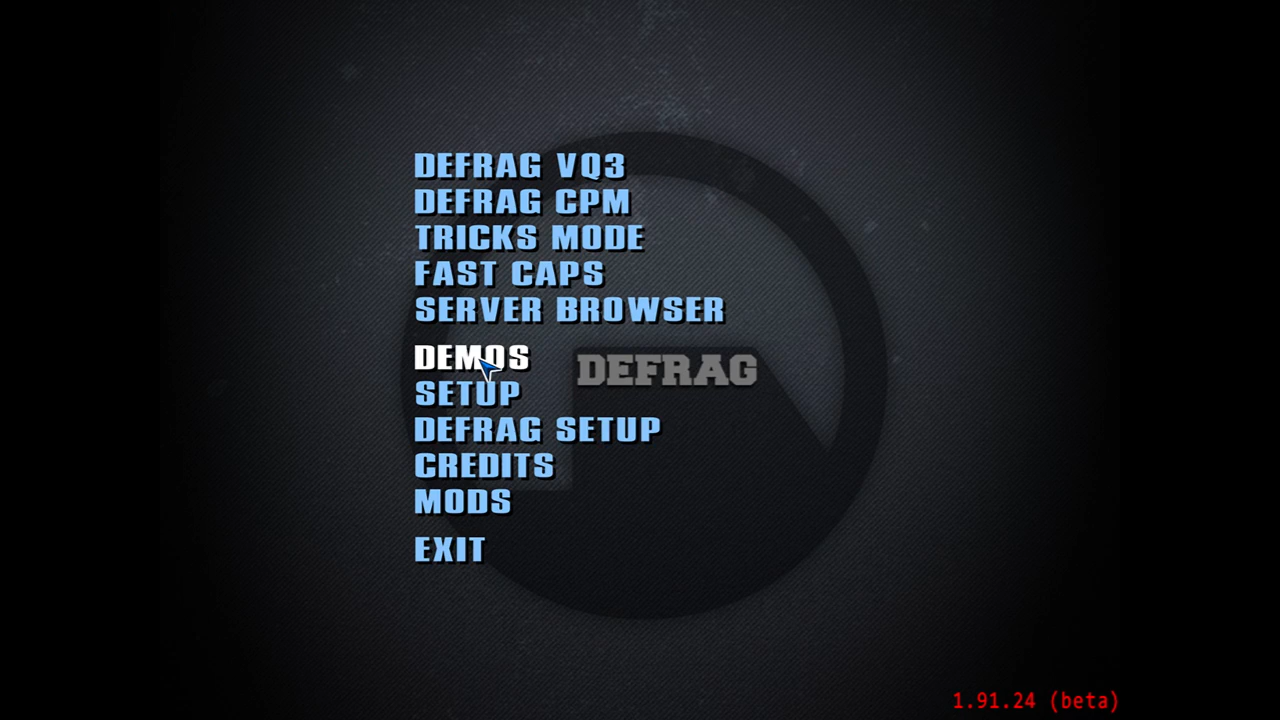 DEFRAG VQ3
DEFRAG CPM
TRICKS MODE
FAST CAPS
SERVER BROWSER
DEMOS
DEFRAG
SETUP
DEFRAG SETUP
CREDITS
MODS
EXIT
1.91.24 (beta)